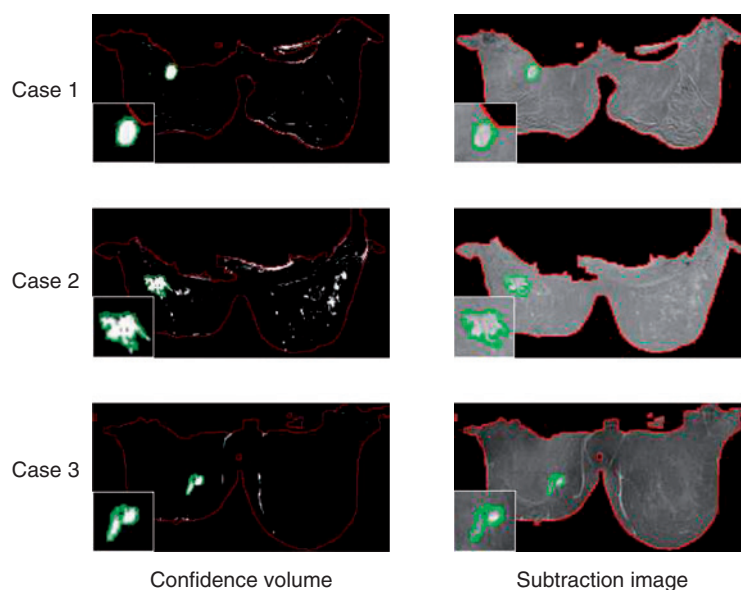 Case 1
Case 2
Case 3
Confidence volume
Subtraction image